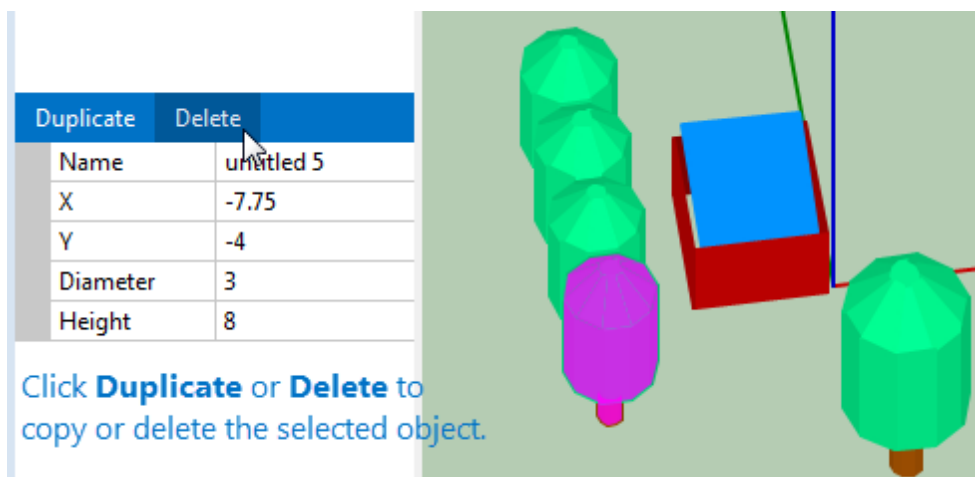 Duplicate Delete
Name untitled 5
X -7.75
Y -4
Diameter 3
Height 8
Click Duplicate or Delete to
copy or delete the selected object.